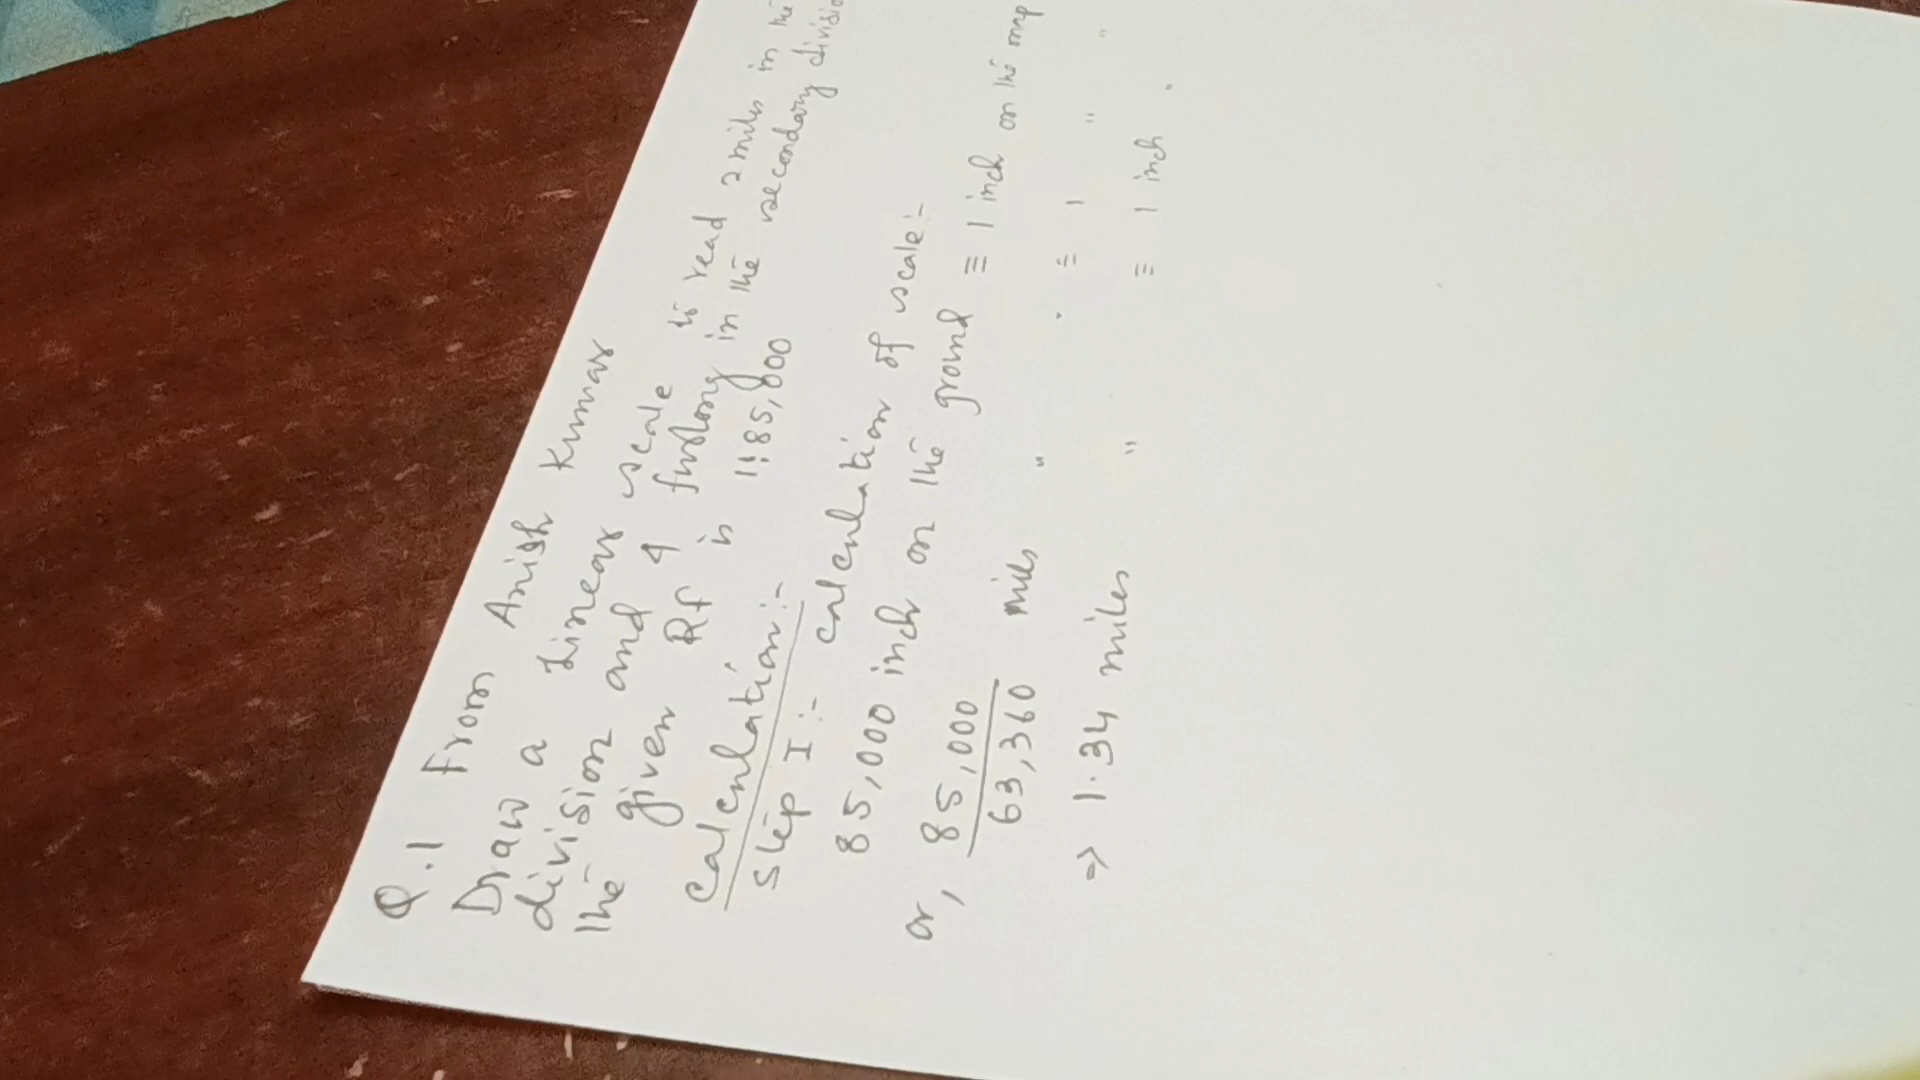 Q.1 From Anish Kumar
Draw a Linear scale to read 2 miles in the
division and 4 furlong in the secondary divisio
the given Rf is 1:85,000
Calculation:-
Step I:- calculation of scale:-
85,000 inch on the ground ≡ 1 inch on the map
or, 85,000/63,360 miles " . ≡ 1 " "
⇒ 1.34 miles " ≡ 1 inch .